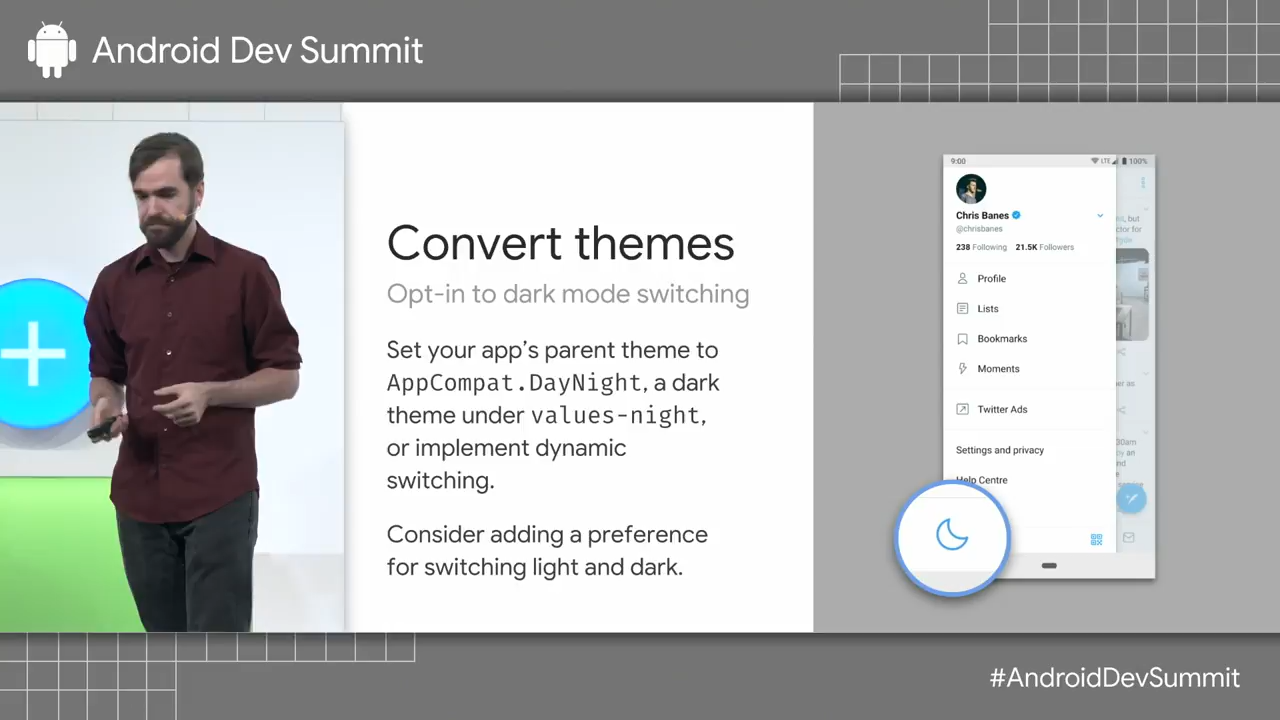 Android Dev Summit
Convert themes
Opt-in to dark mode switching
Set your app’s parent theme to
AppCompat.DayNight, a dark
theme under values-night,
or implement dynamic
switching.
Consider adding a preference
for switching light and dark.
9:00
LTE
100%
Chris Banes
@chrisbanes
238 Following 21.5K Followers
Profile
Lists
Bookmarks
Moments
Twitter Ads
Settings and privacy
Help Centre
#AndroidDevSummit